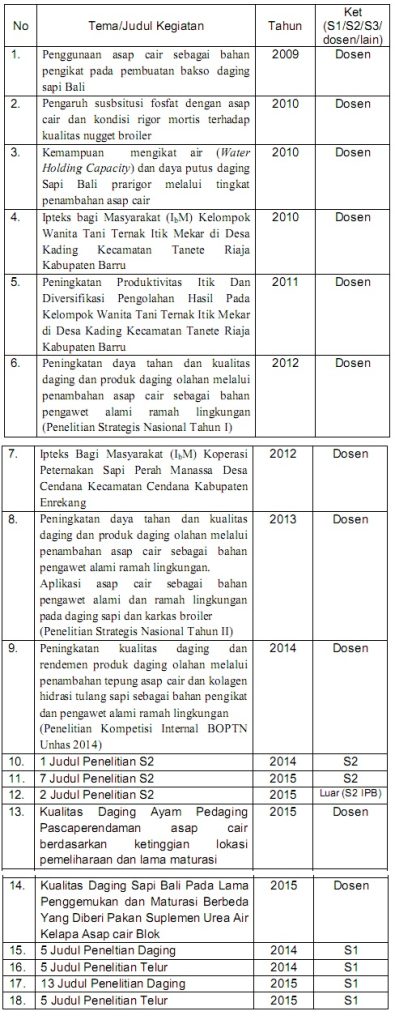 No Tema/Judul Kegiatan Tahun Ket
(S1/S2/S3/
dosen/lain)
1. Penggunaan asap cair sebagai bahan 2009 Dosen
pengikat pada pembuatan bakso daging
sapi Bali
2. Pengaruh susbsitusi fosfat dengan asap 2010 Dosen
cair dan kondisi rigor mortis terhadap
kualitas nugget broiler
3. Kemampuan mengikat air (Water 2010 Dosen
Holding Capacity) dan daya putus daging
Sapi Bali prarigor melalui tingkat
penambahan asap cair
4. Ipteks bagi Masyarakat (IbM) Kelompok 2010 Dosen
Wanita Tani Ternak Itik Mekar di Desa
Kading Kecamatan Tanete Riaja
Kabupaten Barru
5. Peningkatan Produktivitas Itik Dan 2011 Dosen
Diversifikasi Pengolahan Hasil Pada
Kelompok Wanita Tani Ternak Itik Mekar
di Desa Kading Kecamatan Tanete Riaja
Kabupaten Barru
6. Peningkatan daya tahan dan kualitas 2012 Dosen
daging dan produk daging olahan melalui
penambahan asap cair sebagai bahan
pengawet alami ramah lingkungan
(Penelitian Strategis Nasional Tahun I)
7. Ipteks Bagi Masyarakat (IbM) Koperasi 2012 Dosen
Peternakan Sapi Perah Manassa Desa
Cendana Kecamatan Cendana Kabupaten
Enrekang
8. Peningkatan daya tahan dan kualitas 2013 Dosen
daging dan produk daging olahan melalui
penambahan asap cair sebagai bahan
pengawet alami ramah lingkungan.
Aplikasi asap cair sebagai bahan
pengawet alami dan ramah lingkungan
pada daging sapi dan karkas broiler
(Penelitian Strategis Nasional Tahun II)
9. Peningkatan kualitas daging dan 2014 Dosen
rendemen produk daging olahan melalui
penambahan tepung asap cair dan kolagen
hidrasi tulang sapi sebagai bahan pengikat
dan pengawet alami ramah lingkungan
(Penelitian Kompetisi Internal BOPTN
Unhas 2014)
10. 1 Judul Penelitian S2 2014 S2
11. 7 Judul Penelitian S2 2015 S2
12. 2 Judul Penelitian S2 2015 Luar (S2 IPB)
13. Kualitas Daging Ayam Pedaging 2015 Dosen
Pascaperendaman asap cair
berdasarkan ketinggian lokasi
pemeliharaan dan lama maturasi
14. Kualitas Daging Sapi Bali Pada Lama 2015 Dosen
Penggemukan dan Maturasi Berbeda
Yang Diberi Pakan Suplemen Urea Air
Kelapa Asap cair Blok
15. 5 Judul Peneltian Daging 2014 S1
16. 5 Judul Penelitian Telur 2014 S1
17. 13 Judul Penelitian Daging 2015 S1
18. 5 Judul Penelitian Telur 2015 S1